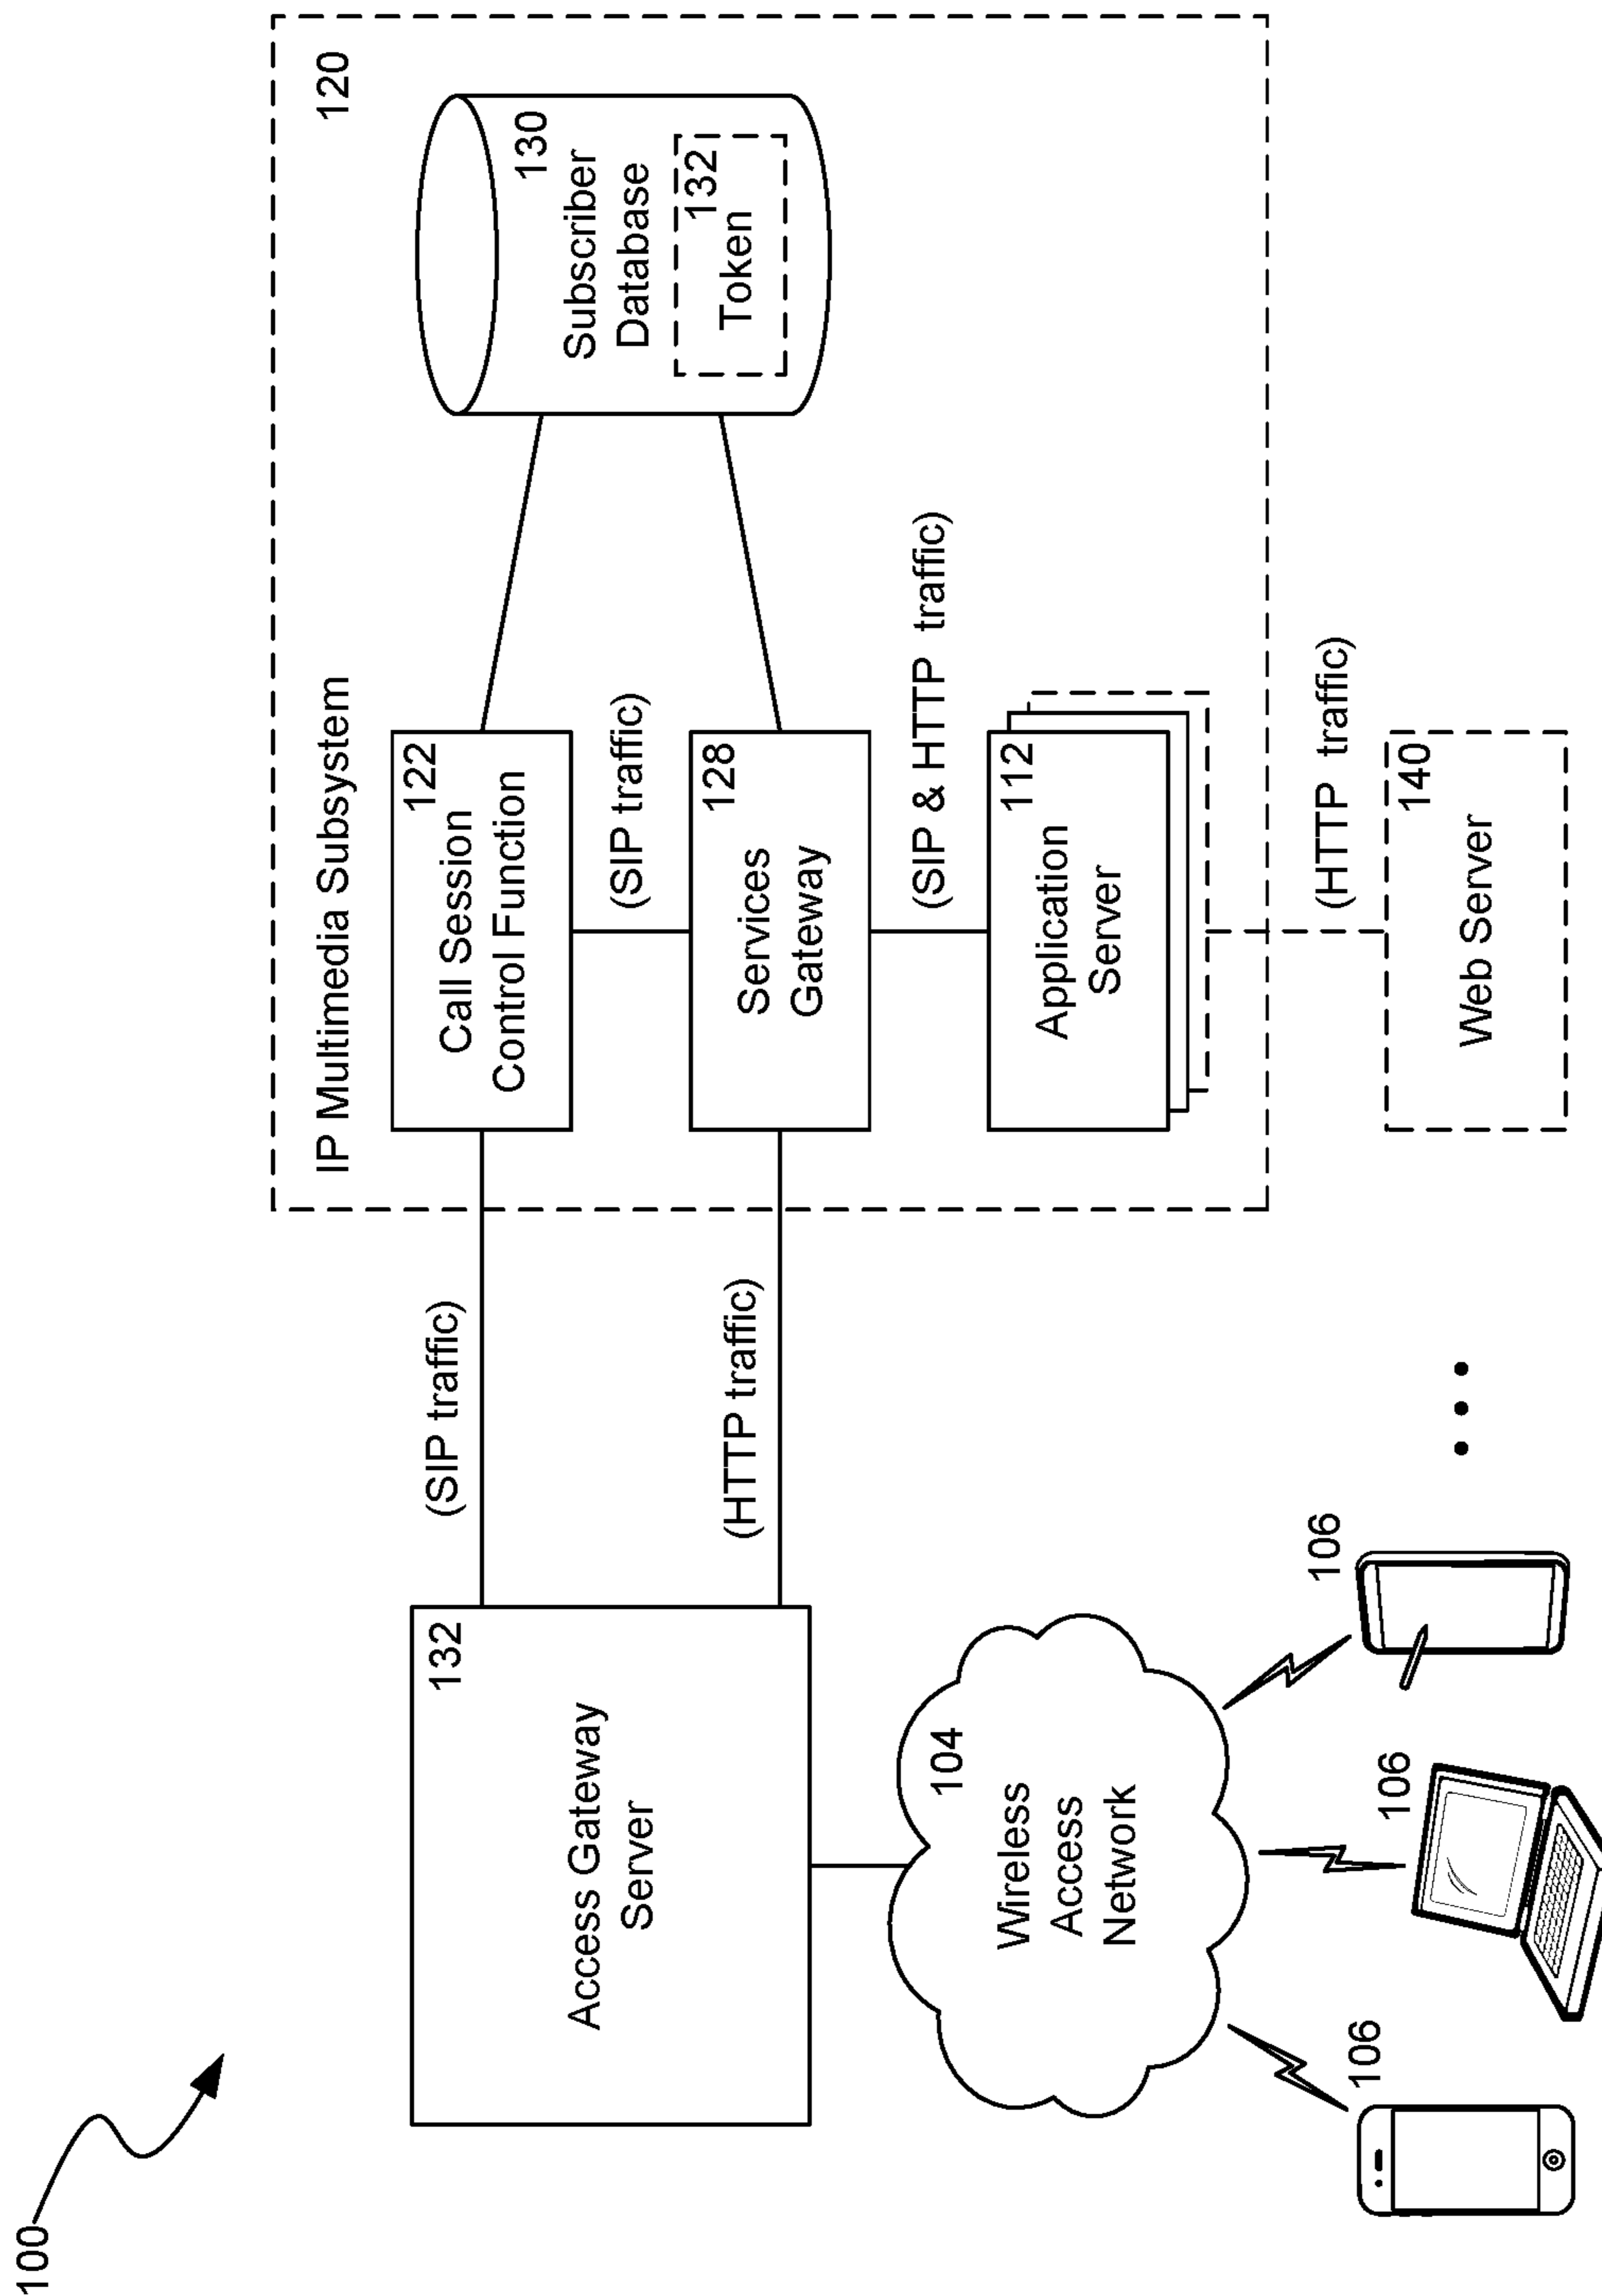 100
IP Multimedia Subsystem
120
132
Access Gateway
Server
(SIP traffic)
(HTTP traffic)
122
Call Session
Control Function
(SIP traffic)
128
Services
Gateway
(SIP & HTTP traffic)
112
Application
Server
130
Subscriber
Database
132
Token
104
Wireless
Access
Network
(HTTP traffic)
140
Web Server
106
106
106